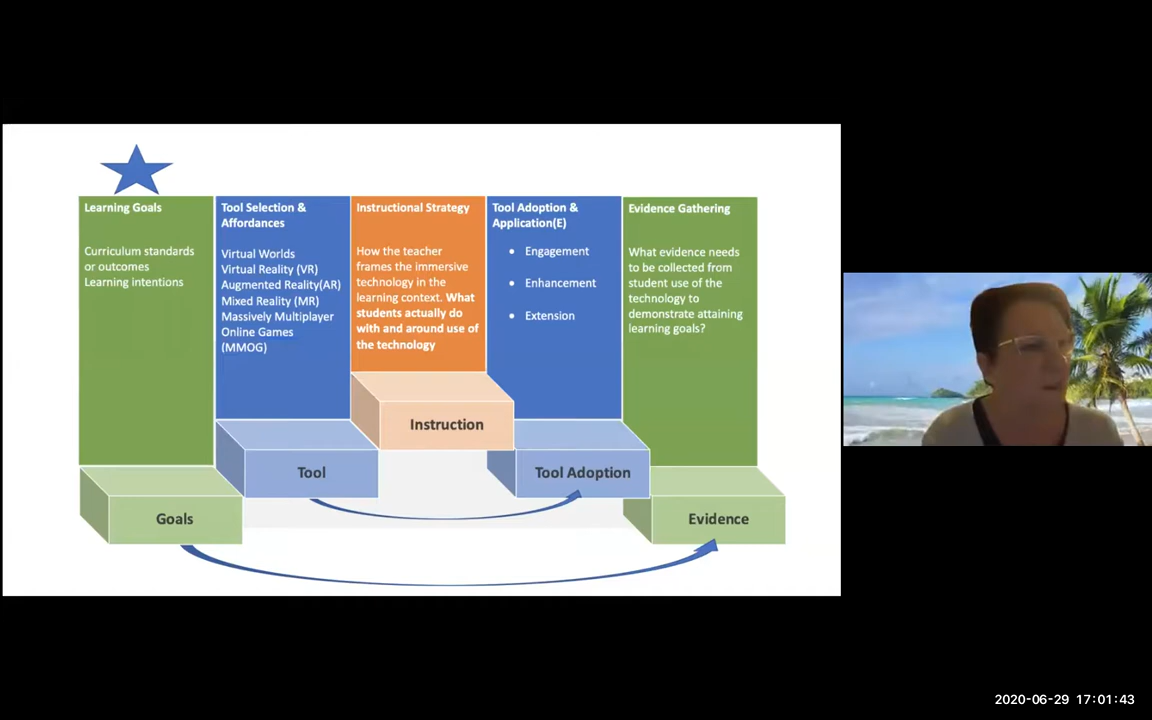 Learning Goals
Curriculum standards
or outcomes
Learning intentions
Tool Selection &
Affordances
Virtual Worlds
Virtual Reality (VR)
Augmented Reality(AR)
Mixed Reality (MR)
Massively Multiplayer
Online Games
(MMOG)
Instructional Strategy
How the teacher
frames the immersive
technology in the
learning context. What
students actually do
with and around use of
the technology
Tool Adoption &
Application(E)
• Engagement
• Enhancement
• Extension
Evidence Gathering
What evidence needs
to be collected from
student use of the
technology to
demonstrate attaining
learning goals?
Goals
Tool
Instruction
Tool Adoption
Evidence
2020-06-29 17:01:43